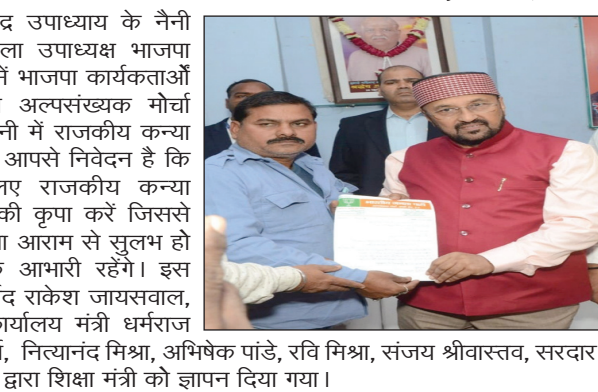 द्र उपाध्याय के नैनी
ला उपाध्यक्ष भाजपा
में भाजपा कार्यकर्ताओं
अल्पसंख्यक मोर्चा
नी में राजकीय कन्या
आपसे निवेदन है कि
लए राजकीय कन्या
की कृपा करें जिससे
ा आराम से सुलभ हो
आभारी रहेंगे। इस
द राकेश जायसवाल,
ार्यालय मंत्री धर्मराज
नित्यानंद मिश्रा, अभिषेक पांडे, रवि मिश्रा, संजय श्रीवास्तव, सरदार
द्वारा शिक्षा मंत्री को ज्ञापन दिया गया।